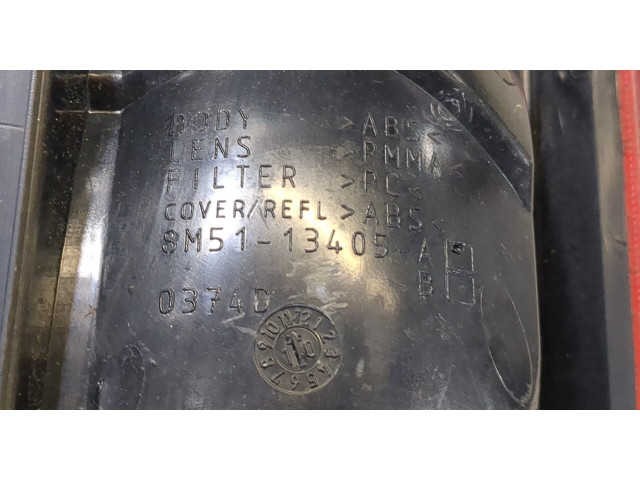 BODY >ABS<
LENS >PMMA<
FILTER >PC<
COVER/REFL >ABS<
8M51-13405-A
B
0374D